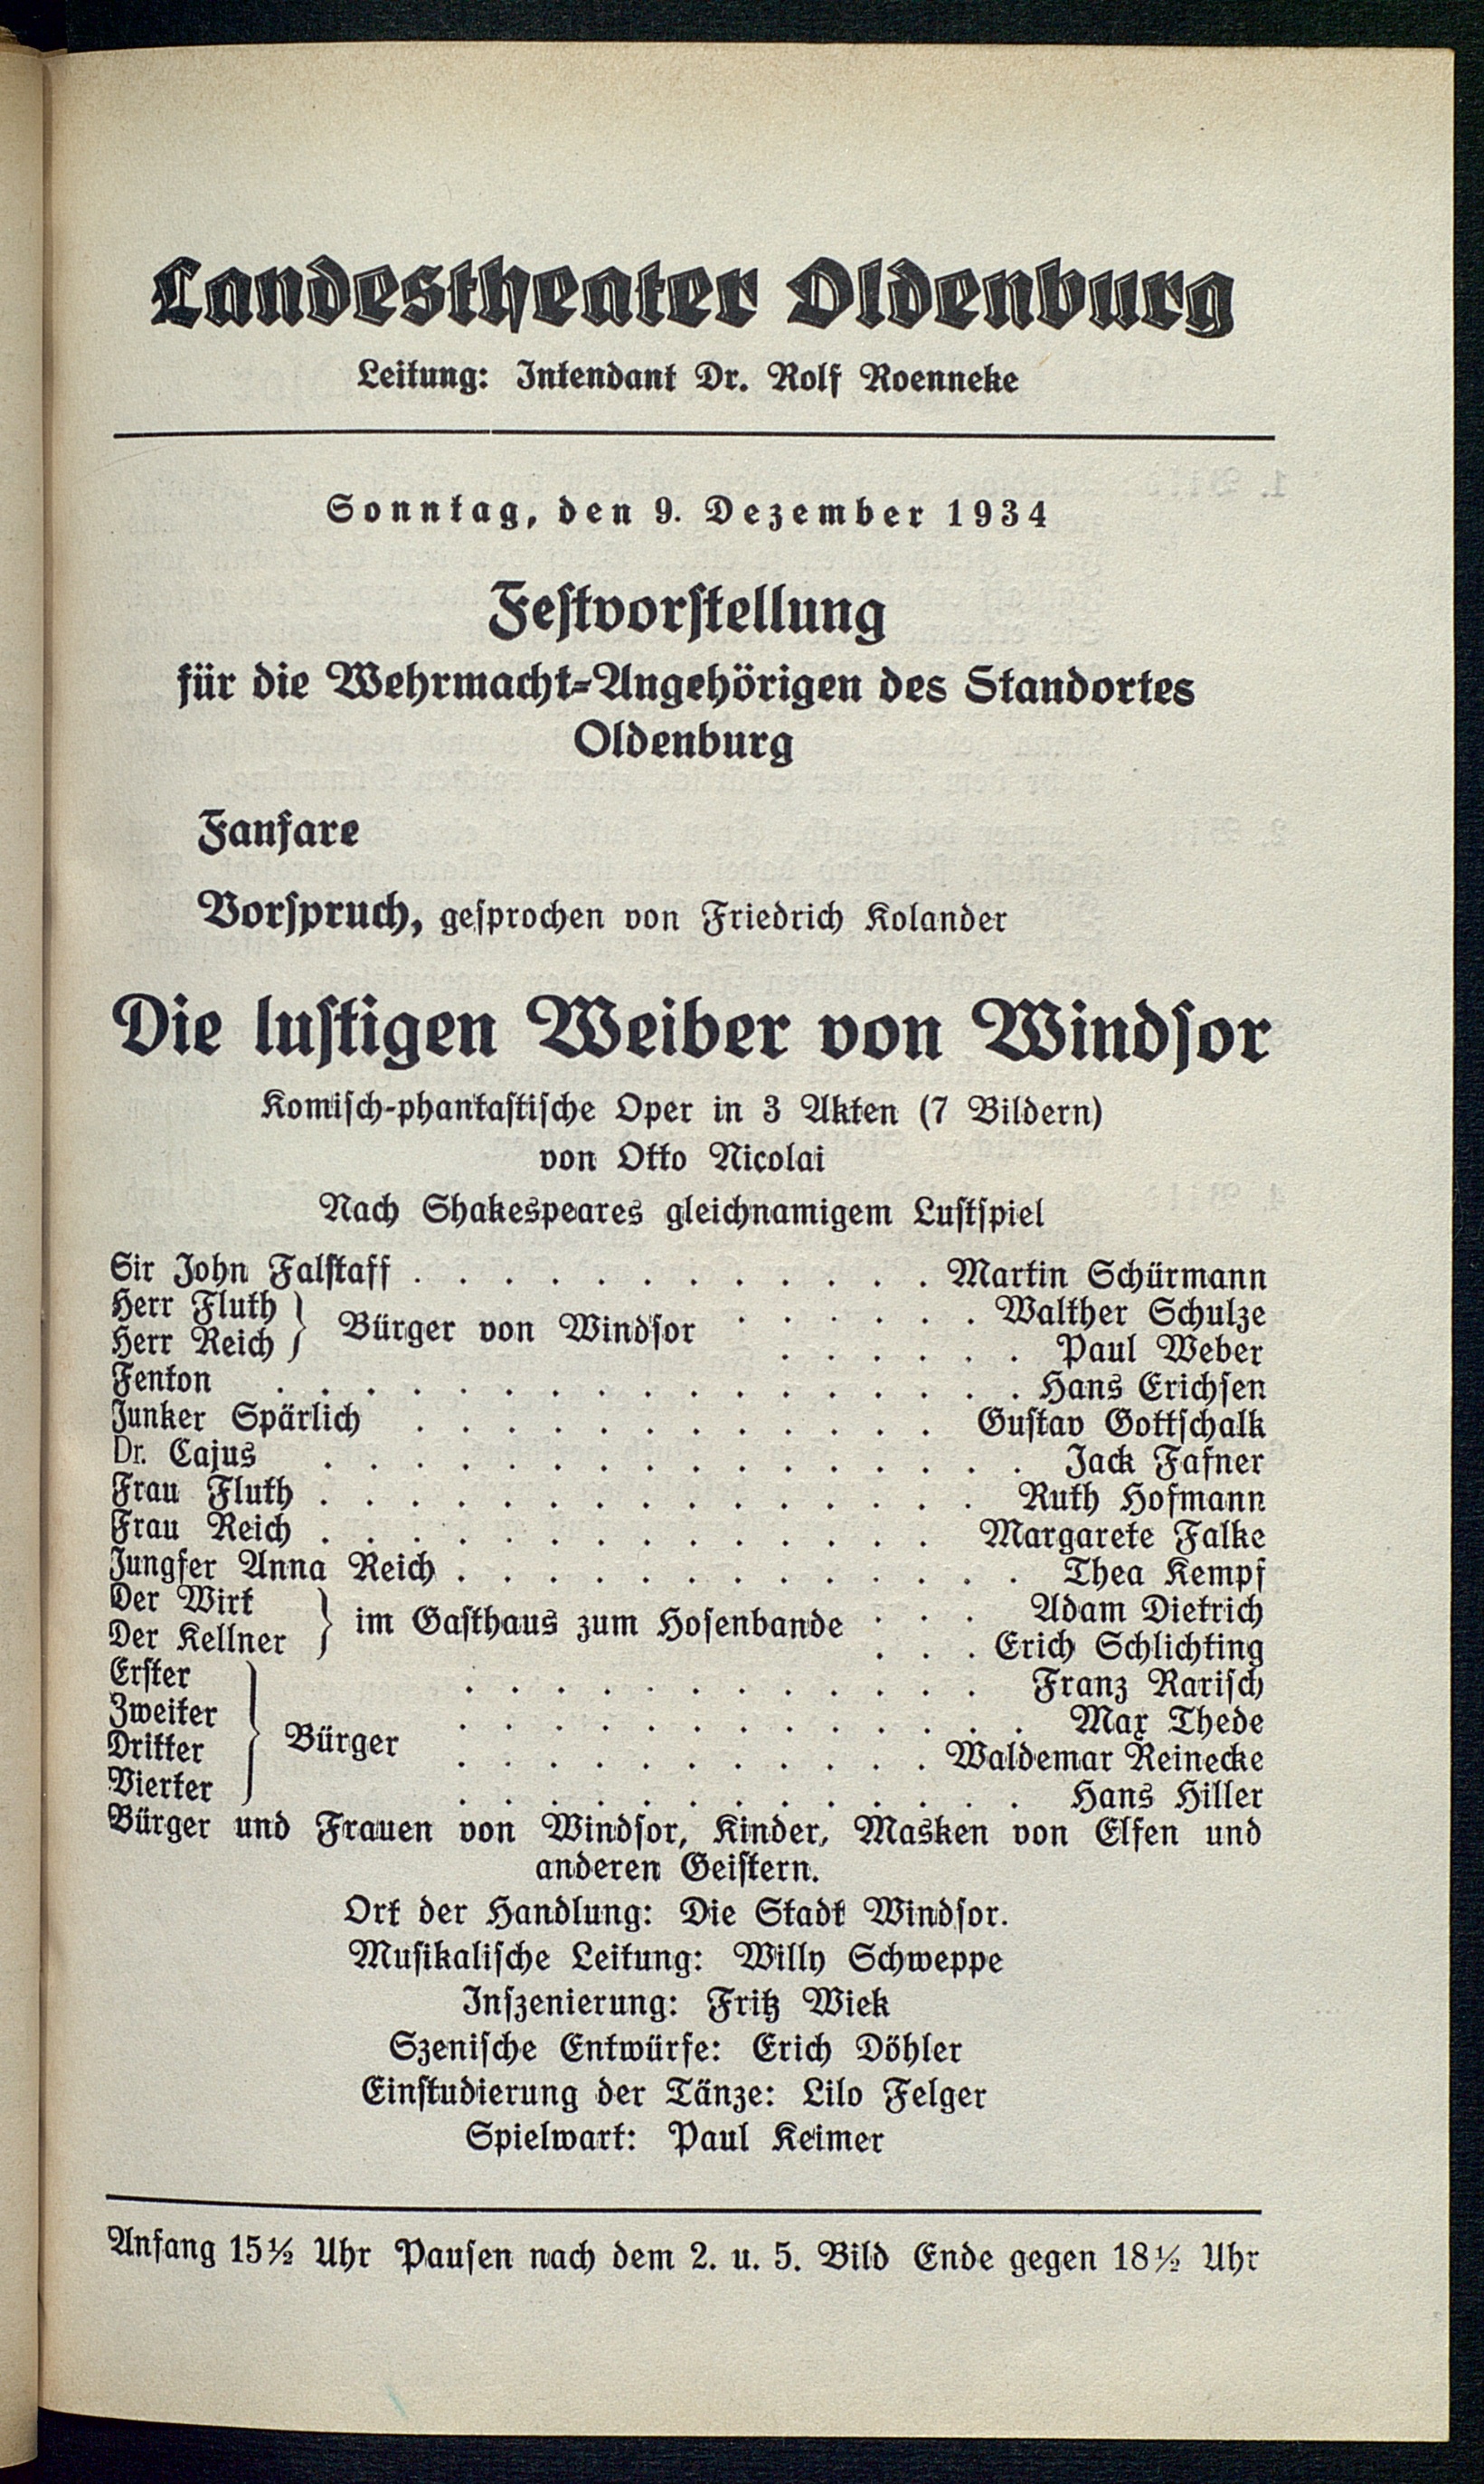 Landestheater Oldenburg
Leitung: Intendant Dr. Rolf Roenneke
Sonntag, den 9. Dezember 1934
Festvorstellung
für die Wehrmacht-Angehörigen des Standortes
Oldenburg
Fanfare
Vorspruch, gesprochen von Friedrich Kolander
Die lustigen Weiber von Windsor
Komisch-phantastische Oper in 3 Akten (7 Bildern)
von Otto Nicolai
Nach Shakespeares gleichnamigem Lustspiel
Sir John Falstaff . . . . . . . . . . . . Martin Schürmann
Herr Fluth } Bürger von Windsor . . . . . . Walther Schulze
Herr Reich } . . . . . . Paul Weber
Fenton . . . . . . . . . . . . . . . . . Hans Erichsen
Junker Spärlich . . . . . . . . . . . . Gustav Gottschalk
Dr. Cajus . . . . . . . . . . . . . . . . Jack Fafner
Frau Fluth . . . . . . . . . . . . . . . Ruth Hofmann
Frau Reich . . . . . . . . . . . . . . Margarete Falke
Jungfer Anna Reich . . . . . . . . . . . . . Thea Kempf
Der Wirt } im Gasthaus zum Hosenbande . . . Adam Dietrich
Der Kellner } . . . Erich Schlichting
Erster } . . . . . . . . . . . . Franz Rarisch
Zweiter } . . . . . . . . . . . . . Max Thede
Dritter } Bürger . . . . . . . . . . . Waldemar Reinecke
Vierter } . . . . . . . . . . . . . Hans Hiller
Bürger und Frauen von Windsor, Kinder, Masken von Elfen und
anderen Geistern.
Ort der Handlung: Die Stadt Windsor.
Musikalische Leitung: Willy Schweppe
Inszenierung: Fritz Wiek
Szenische Entwürfe: Erich Döhler
Einstudierung der Tänze: Lilo Felger
Spielwart: Paul Keimer
Anfang 15½ Uhr Pausen nach dem 2. u. 5. Bild Ende gegen 18½ Uhr